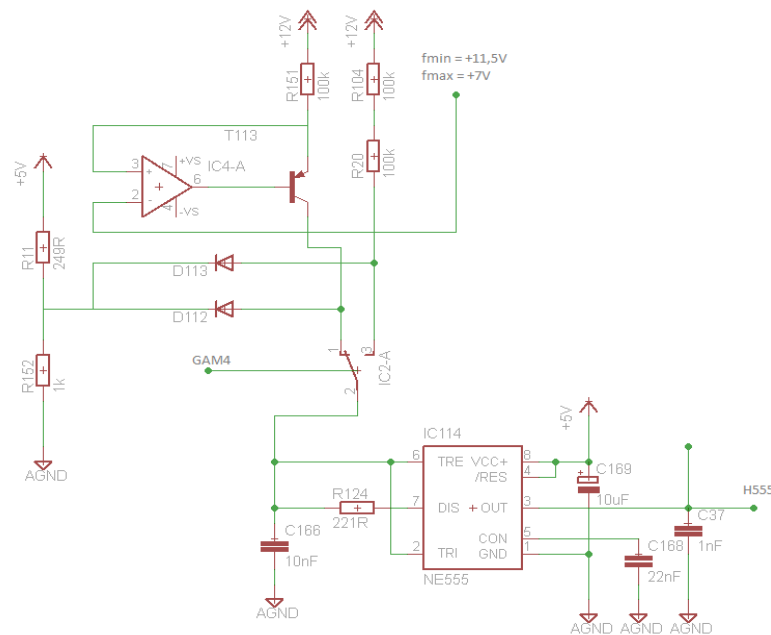 +12V
+12V
fmin = +11,5V
fmax = +7V
R151
100k
R104
100k
T113
+5V
3
+
7
+VS
IC4-A
6
2
-
4
-VS
R20
100k
R11
249R
D113
D112
1
3
IC2-A
GAM4
2
R152
1k
AGND
+5V
IC114
6
TRE
VCC+
8
/RES
4
C169
10uF
R124
221R
7
DIS
+OUT
3
H555
C37
1nF
C166
10nF
CON
5
C168
22nF
2
TRI
GND
1
NE555
AGND
AGND
AGND
AGND